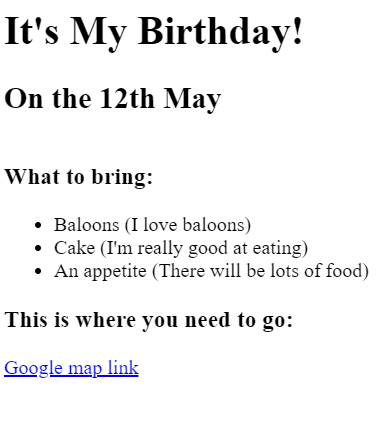 It's My Birthday!
On the 12th May
What to bring:
Baloons (I love baloons)
Cake (I'm really good at eating)
An appetite (There will be lots of food)
This is where you need to go:
Google map link